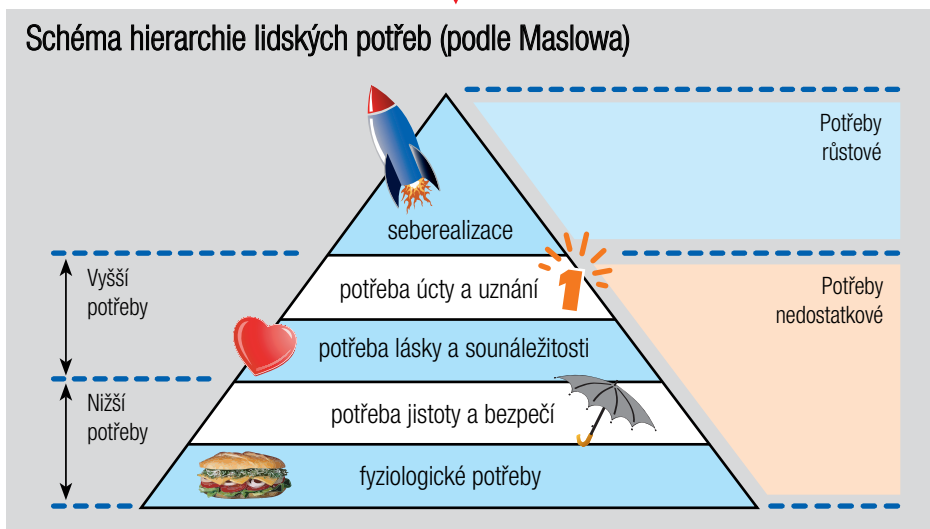 Schéma hierarchie lidských potřeb (podle Maslowa)
Potřeby
růstové
seberealizace
Vyšší
potřeby
potřeba úcty a uznání
1
Potřeby
nedostatkové
potřeba lásky a sounáležitosti
Nižší
potřeby
potřeba jistoty a bezpečí
fyziologické potřeby